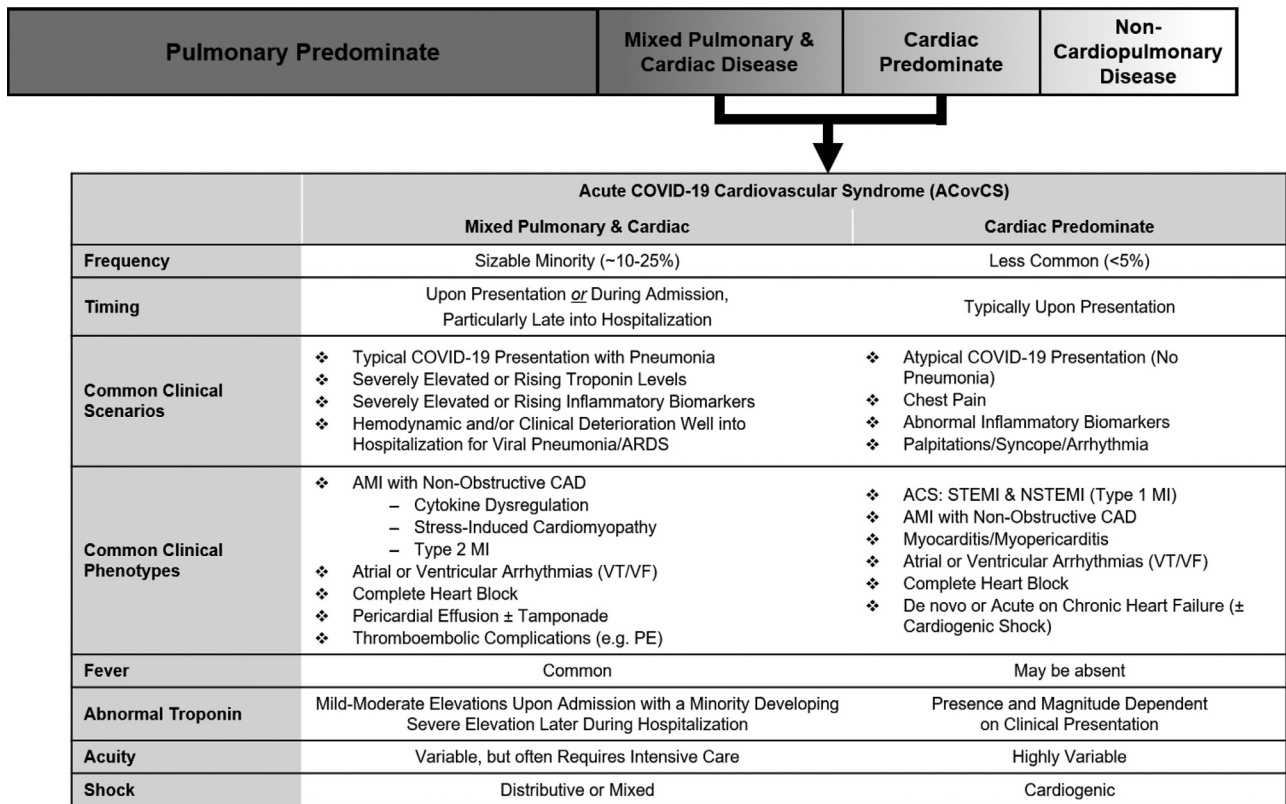 Pulmonary Predominate
Mixed Pulmonary &
Cardiac Disease
Cardiac
Predominate
Non-
Cardiopulmonary
Disease
Acute COVID-19 Cardiovascular Syndrome (ACovCS)
Mixed Pulmonary & Cardiac
Cardiac Predominate
Frequency
Sizable Minority (~10-25%)
Less Common (<5%)
Timing
Upon Presentation or During Admission,
Particularly Late into Hospitalization
Typically Upon Presentation
Common Clinical
Scenarios
❖ Typical COVID-19 Presentation with Pneumonia
❖ Severely Elevated or Rising Troponin Levels
❖ Severely Elevated or Rising Inflammatory Biomarkers
❖ Hemodynamic and/or Clinical Deterioration Well into
Hospitalization for Viral Pneumonia/ARDS
❖ Atypical COVID-19 Presentation (No
Pneumonia)
❖ Chest Pain
❖ Abnormal Inflammatory Biomarkers
❖ Palpitations/Syncope/Arrhythmia
Common Clinical
Phenotypes
❖ AMI with Non-Obstructive CAD
– Cytokine Dysregulation
– Stress-Induced Cardiomyopathy
– Type 2 MI
❖ Atrial or Ventricular Arrhythmias (VT/VF)
❖ Complete Heart Block
❖ Pericardial Effusion ± Tamponade
❖ Thromboembolic Complications (e.g. PE)
❖ ACS: STEMI & NSTEMI (Type 1 MI)
❖ AMI with Non-Obstructive CAD
❖ Myocarditis/Myopericarditis
❖ Atrial or Ventricular Arrhythmias (VT/VF)
❖ Complete Heart Block
❖ De novo or Acute on Chronic Heart Failure (±
Cardiogenic Shock)
Fever
Common
May be absent
Abnormal Troponin
Mild-Moderate Elevations Upon Admission with a Minority Developing
Severe Elevation Later During Hospitalization
Presence and Magnitude Dependent
on Clinical Presentation
Acuity
Variable, but often Requires Intensive Care
Highly Variable
Shock
Distributive or Mixed
Cardiogenic